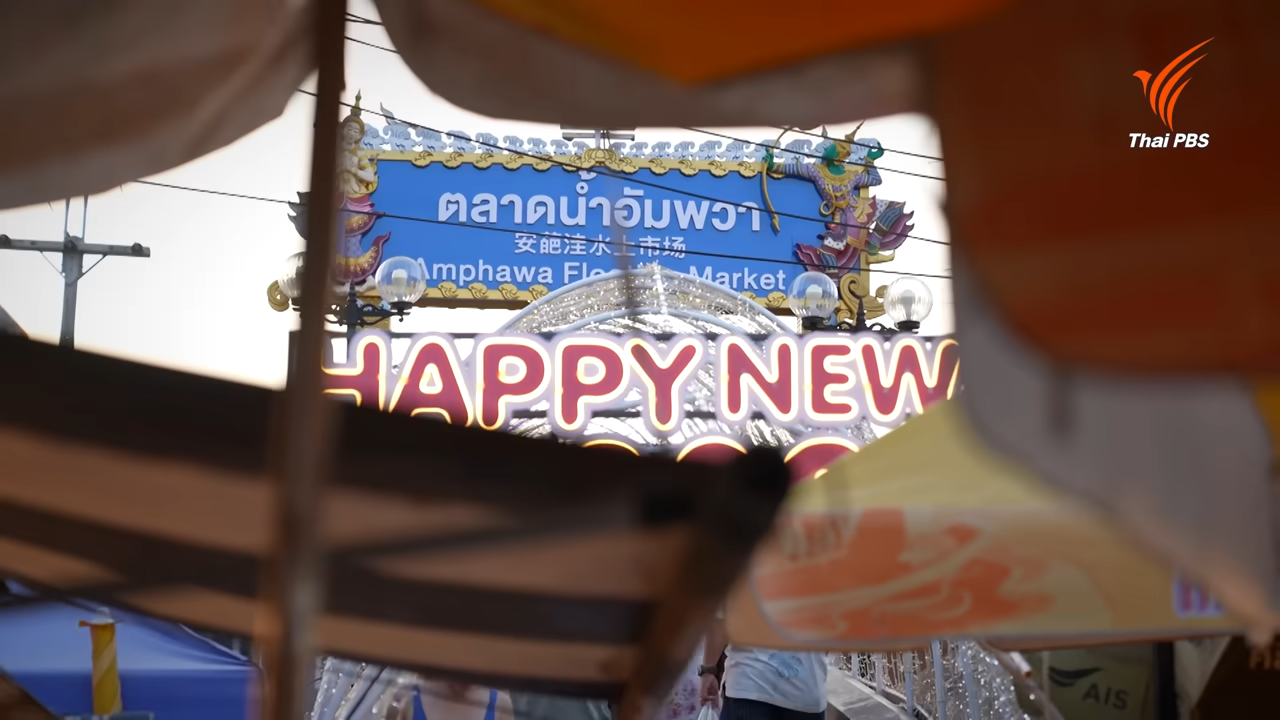 Thai PBS
ตลาดน้ำอัมพวา
安葩洼水上市场
Amphawa Market
HAPPY NEW
AIS